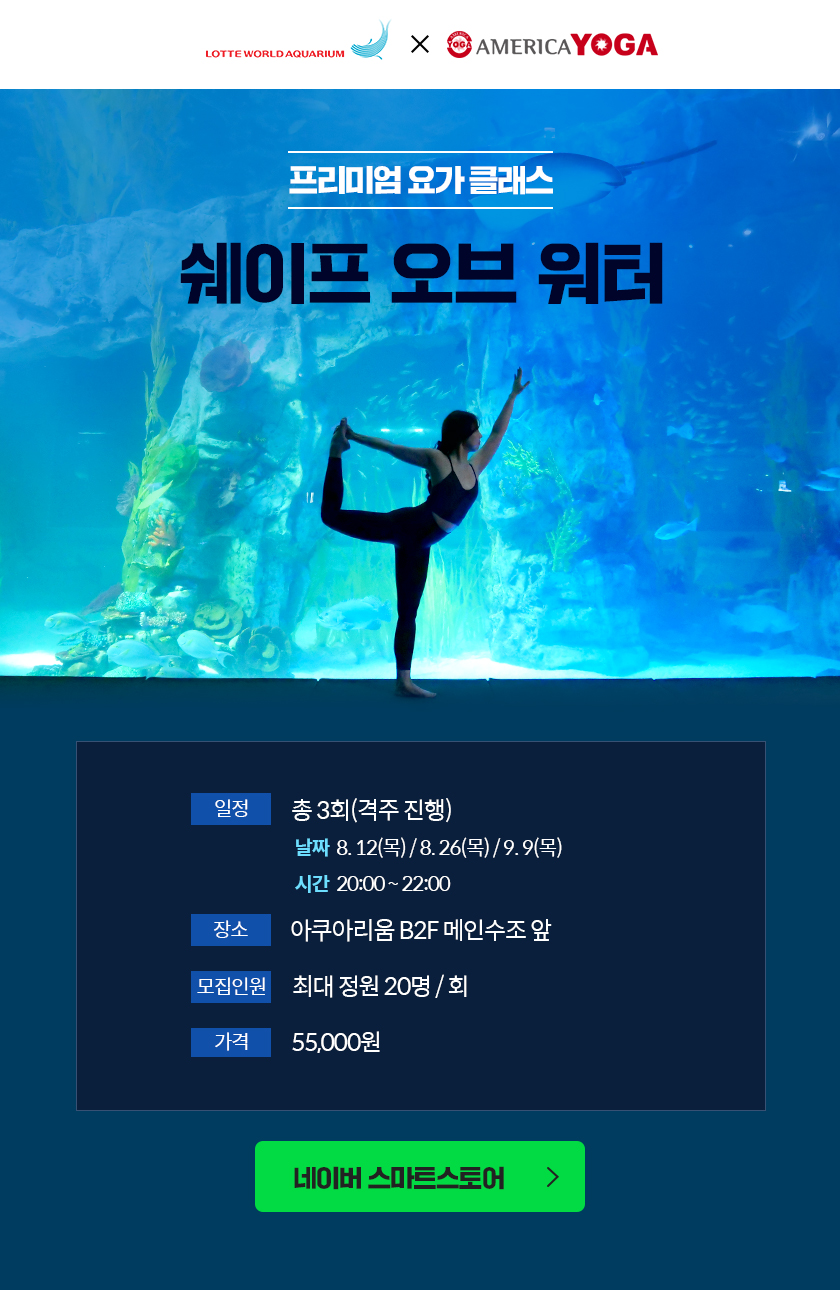 LOTTE WORLD AQUARIUM × YOGA AMERICAYOGA
프리미엄 요가 클래스
쉐이프 오브 워터
일정 총 3회(격주 진행)
날짜 8. 12(목) / 8. 26(목) / 9. 9(목)
시간 20:00 ~ 22:00
장소 아쿠아리움 B2F 메인수조 앞
모집인원 최대 정원 20명 / 회
가격 55,000원
네이버 스마트스토어 >